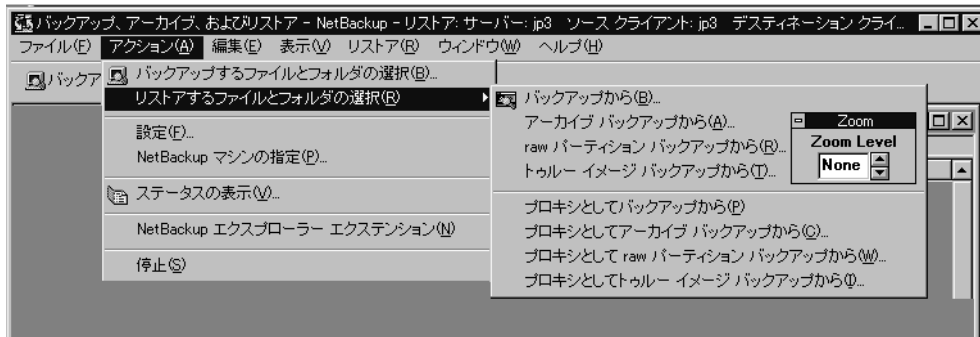 バックアップ、アーカイブ、およびリストア - NetBackup - リストア: サーバー: jp3 ソース クライアント: jp3 デスティネーション クライ...
ファイル(F) アクション(A) 編集(E) 表示(V) リストア(R) ウィンドウ(W) ヘルプ(H)
バックア
バックアップするファイルとフォルダの選択(B)...
リストアするファイルとフォルダの選択(R)
設定(F)...
NetBackup マシンの指定(P)...
ステータスの表示(V)...
NetBackup エクスプローラー エクステンション(N)
停止(S)
バックアップから(B)...
アーカイブ バックアップから(A)...
raw パーティション バックアップから(R)...
トゥルー イメージ バックアップから(T)...
プロキシとしてバックアップから(P)
プロキシとしてアーカイブ バックアップから(C)...
プロキシとして raw パーティション バックアップから(W)...
プロキシとしてトゥルー イメージ バックアップから(I)...
Zoom
Zoom Level
None